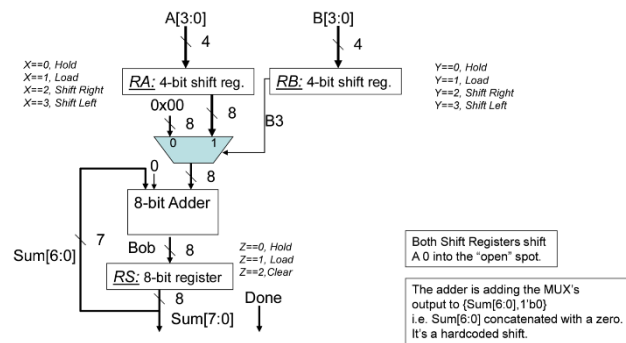 A[3:0]
B[3:0]
4
4
X==0, Hold
X==1, Load
X==2, Shift Right
X==3, Shift Left
RA: 4-bit shift reg.
RB: 4-bit shift reg.
Y==0, Hold
Y==1, Load
Y==2, Shift Right
Y==3, Shift Left
0x00
8
8
B3
0
1
0
8
8-bit Adder
7
Sum[6:0]
Bob
8
Z==0, Hold
Z==1, Load
Z==2,Clear
RS: 8-bit register
8
Done
Sum[7:0]
Both Shift Registers shift
A 0 into the “open” spot.
The adder is adding the MUX’s
output to {Sum[6:0],1’b0}
i.e. Sum[6:0] concatenated with a zero.
It’s a hardcoded shift.